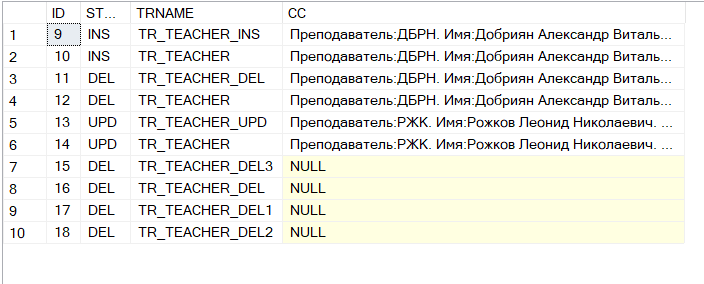 ID ST... TRNAME CC
1 9 INS TR_TEACHER_INS Преподаватель:ДБРН. Имя:Добриян Александр Виталь...
2 10 INS TR_TEACHER Преподаватель:ДБРН. Имя:Добриян Александр Виталь...
3 11 DEL TR_TEACHER_DEL Преподаватель:ДБРН. Имя:Добриян Александр Виталь...
4 12 DEL TR_TEACHER Преподаватель:ДБРН. Имя:Добриян Александр Виталь...
5 13 UPD TR_TEACHER_UPD Преподаватель:РЖК. Имя:Рожков Леонид Николаевич. ...
6 14 UPD TR_TEACHER Преподаватель:РЖК. Имя:Рожков Леонид Николаевич. ...
7 15 DEL TR_TEACHER_DEL3 NULL
8 16 DEL TR_TEACHER_DEL NULL
9 17 DEL TR_TEACHER_DEL1 NULL
10 18 DEL TR_TEACHER_DEL2 NULL